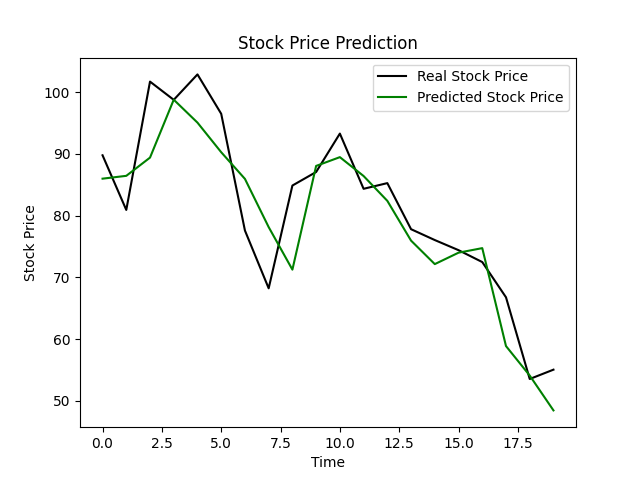 Stock Price Prediction
Real Stock Price
Predicted Stock Price
Stock Price
100
90
80
70
60
50
0.0 2.5 5.0 7.5 10.0 12.5 15.0 17.5
Time